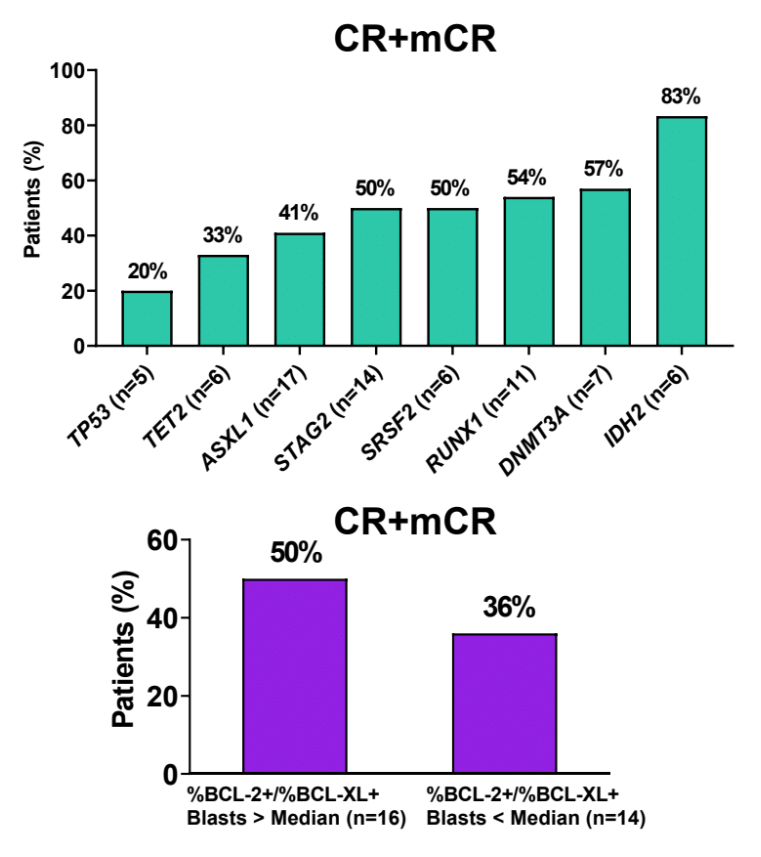 CR+mCR
Patients (%)
100
80
60
40
20
0
20%
33%
41%
50%
50%
54%
57%
83%
TP53 (n=5)
TET2 (n=6)
ASXL1 (n=17)
STAG2 (n=14)
SRSF2 (n=6)
RUNX1 (n=11)
DNMT3A (n=7)
IDH2 (n=6)
CR+mCR
Patients (%)
60
40
20
0
50%
36%
%BCL-2+/%BCL-XL+
Blasts > Median (n=16)
%BCL-2+/%BCL-XL+
Blasts < Median (n=14)